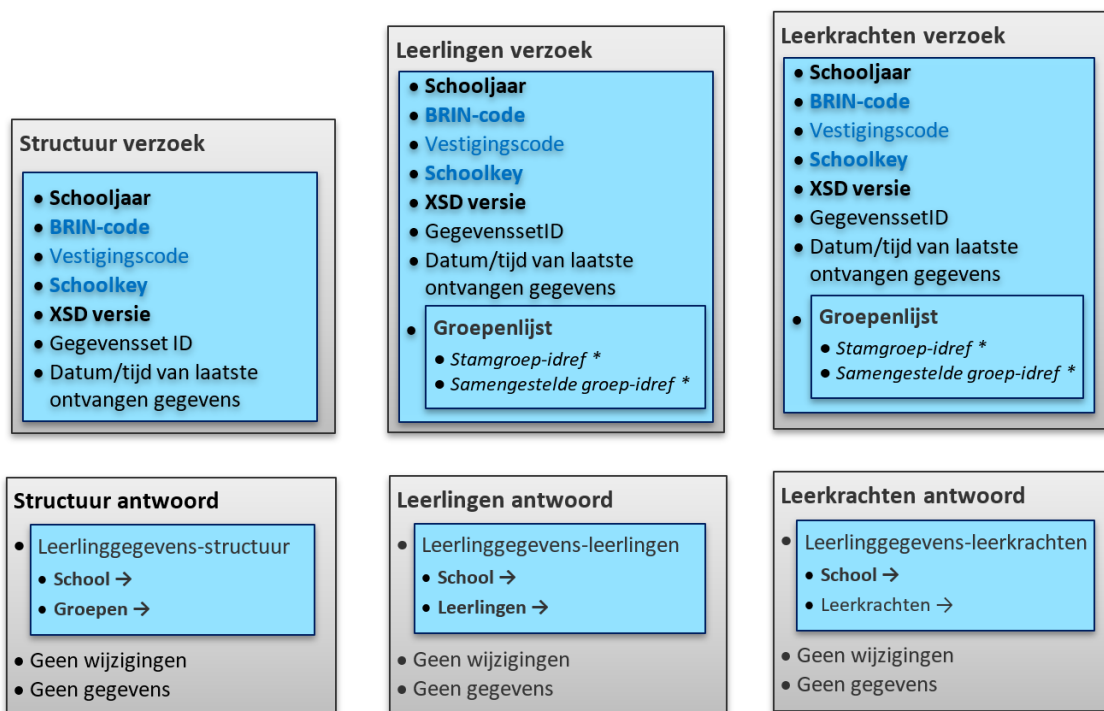 Structuur verzoek
• Schooljaar
• BRIN-code
• Vestigingscode
• Schoolkey
• XSD versie
• Gegevensset ID
• Datum/tijd van laatste
ontvangen gegevens
Leerlingen verzoek
• Schooljaar
• BRIN-code
• Vestigingscode
• Schoolkey
• XSD versie
• GegevenssetID
• Datum/tijd van laatste
ontvangen gegevens
• Groepenlijst
• Stamgroep-idref *
• Samengestelde groep-idref *
Leerkrachten verzoek
• Schooljaar
• BRIN-code
• Vestigingscode
• Schoolkey
• XSD versie
• GegevenssetID
• Datum/tijd van laatste
ontvangen gegevens
• Groepenlijst
• Stamgroep-idref *
• Samengestelde groep-idref *
Structuur antwoord
• Leerlinggegevens-structuur
• School →
• Groepen →
• Geen wijzigingen
• Geen gegevens
Leerlingen antwoord
• Leerlinggegevens-leerlingen
• School →
• Leerlingen →
• Geen wijzigingen
• Geen gegevens
Leerkrachten antwoord
• Leerlinggegevens-leerkrachten
• School →
• Leerkrachten →
• Geen wijzigingen
• Geen gegevens